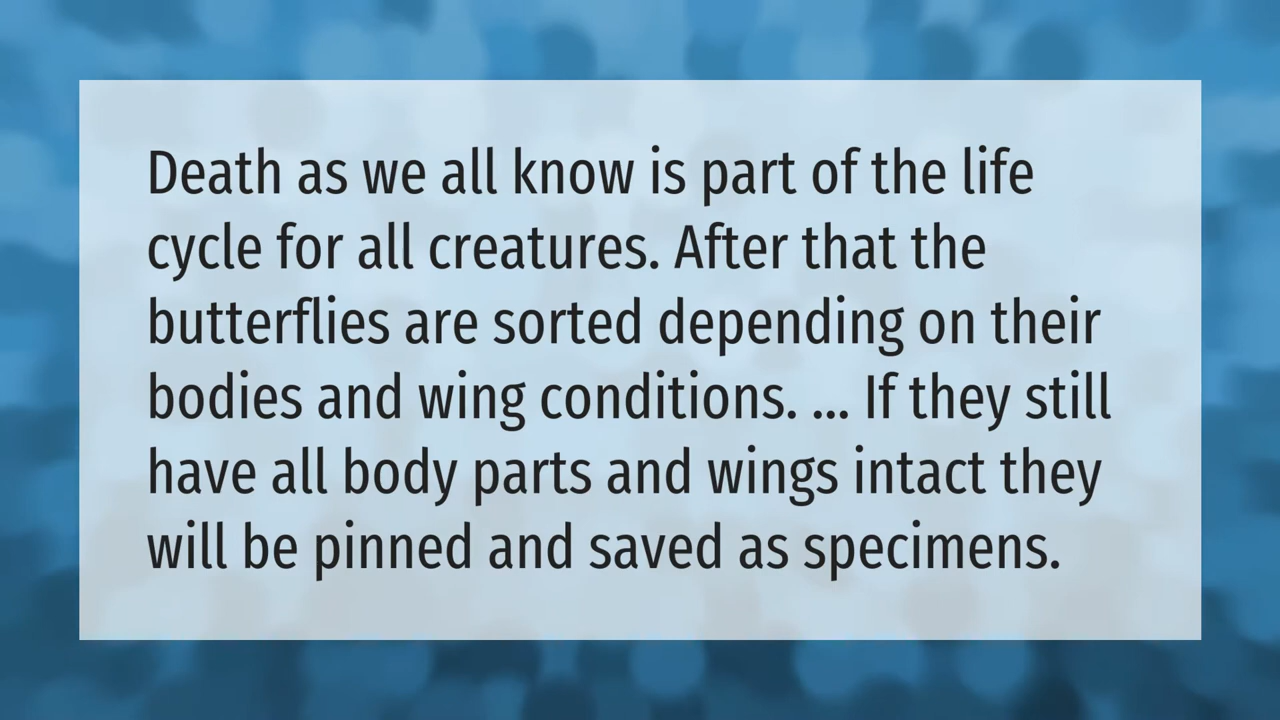 Death as we all know is part of the life
cycle for all creatures. After that the
butterflies are sorted depending on their
bodies and wing conditions. ... If they still
have all body parts and wings intact they
will be pinned and saved as specimens.